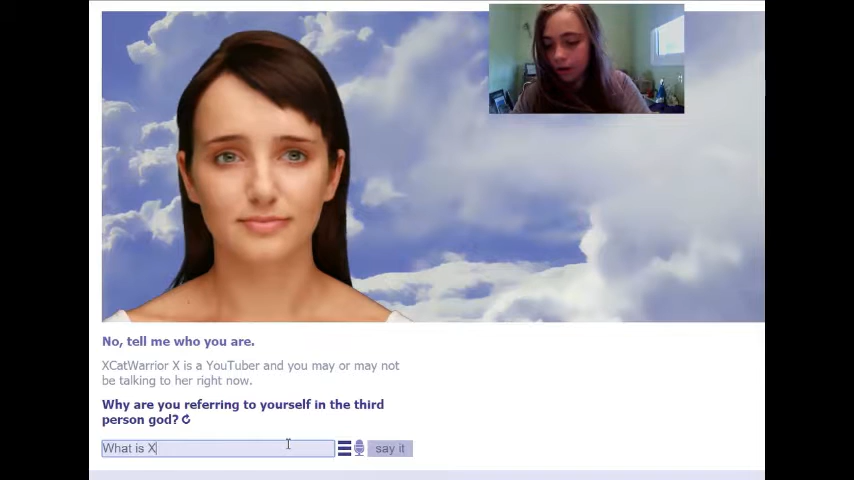 No, tell me who you are.
XCatWarrior X is a YouTuber and you may or may not
be talking to her right now.
Why are you referring to yourself in the third
person god?
What is X
say it